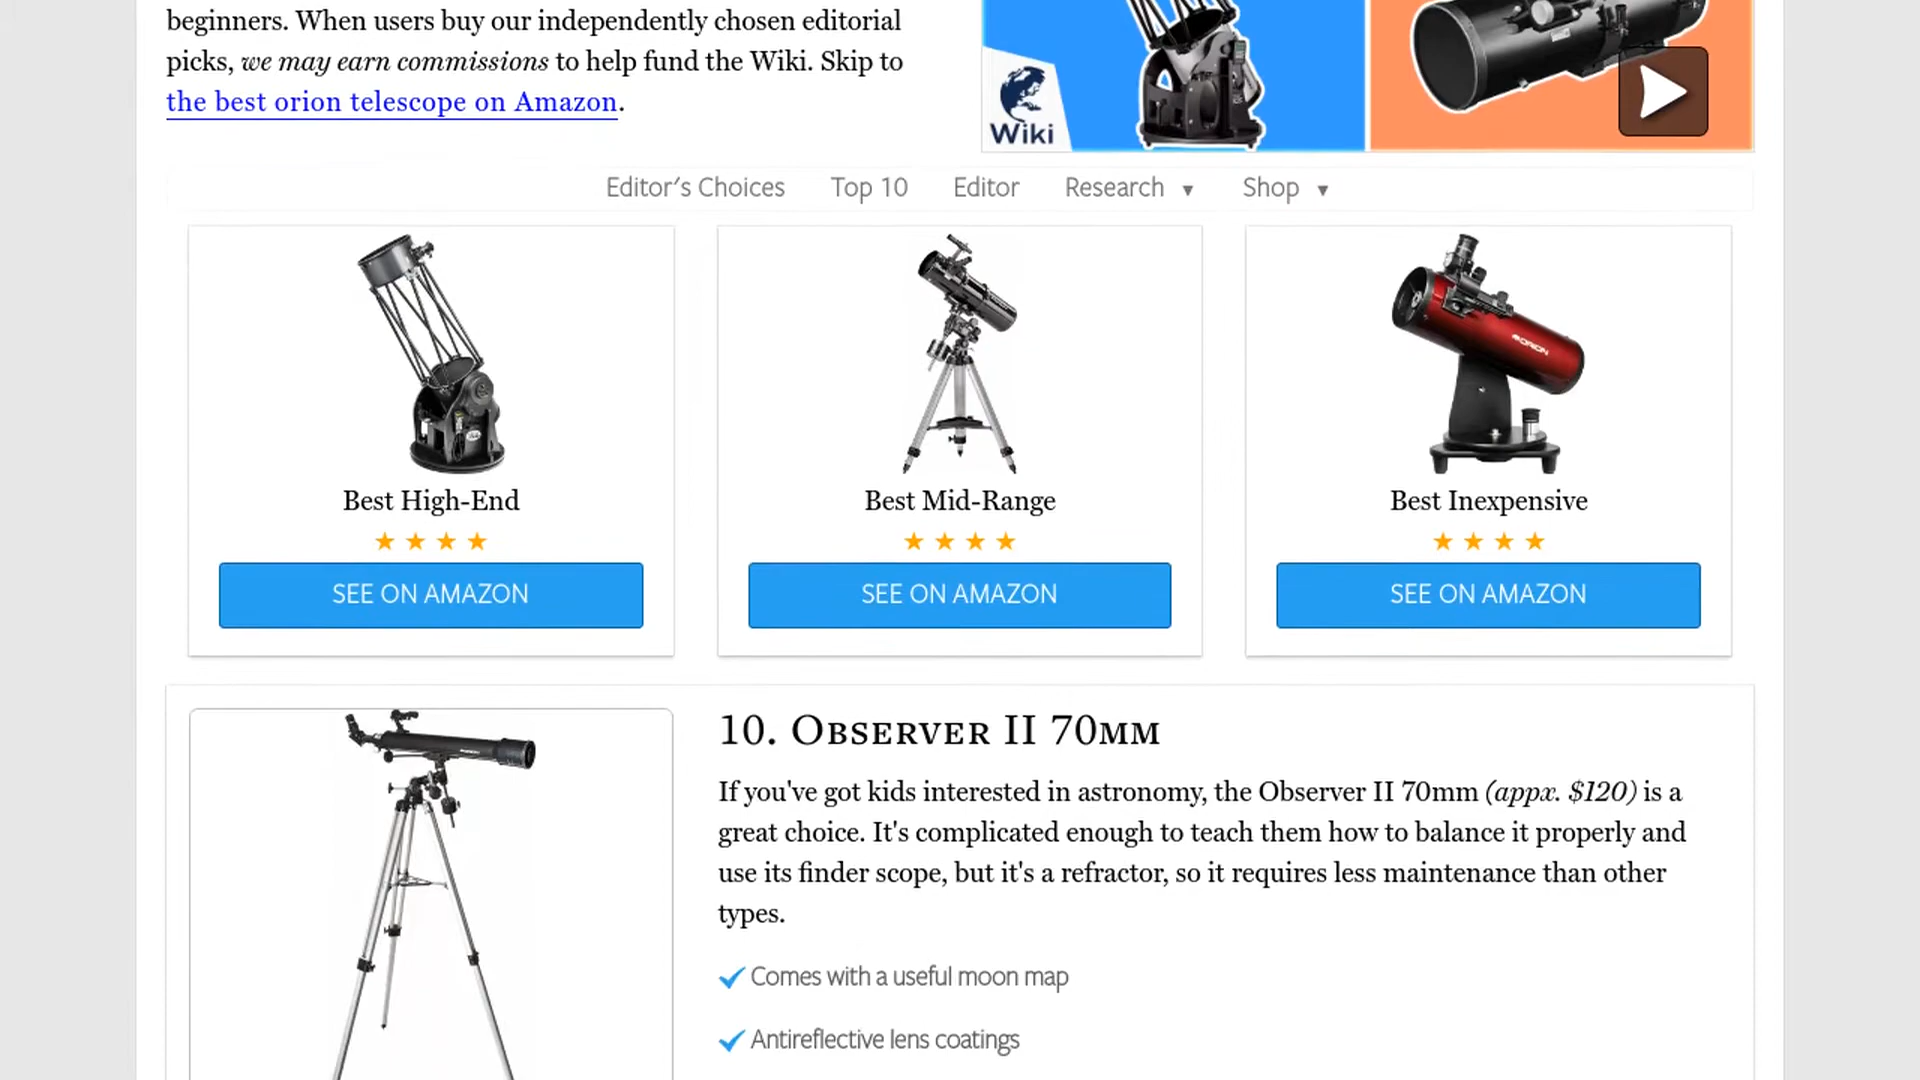 beginners. When users buy our independently chosen editorial
picks, we may earn commissions to help fund the Wiki. Skip to
the best orion telescope on Amazon.
Wiki
Editor's Choices Top 10 Editor Research ▼ Shop ▼
ORION
Best High-End Best Mid-Range Best Inexpensive
★ ★ ★ ★ ★ ★ ★ ★ ★ ★ ★ ★
SEE ON AMAZON SEE ON AMAZON SEE ON AMAZON
10. Observer II 70mm
If you've got kids interested in astronomy, the Observer II 70mm (appx. $120) is a
great choice. It's complicated enough to teach them how to balance it properly and
use its finder scope, but it's a refractor, so it requires less maintenance than other
types.
Comes with a useful moon map
Antireflective lens coatings